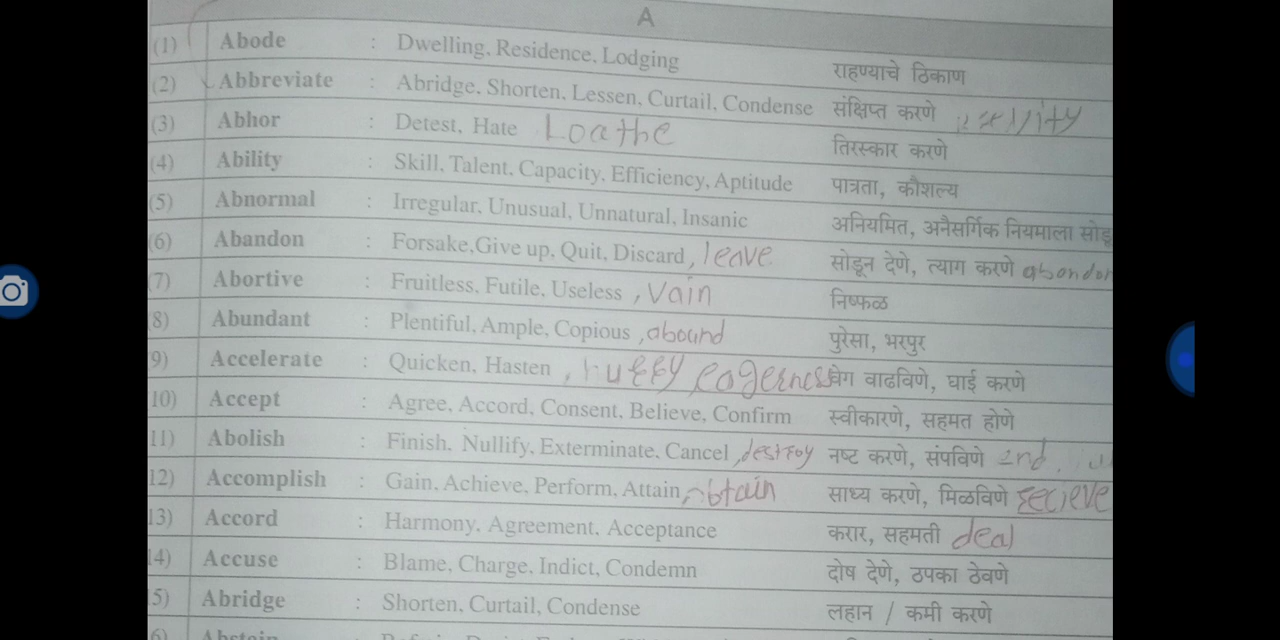 A
(1) Abode : Dwelling, Residence, Lodging राहण्याचे ठिकाण
(2) Abbreviate : Abridge, Shorten, Lessen, Curtail, Condense संक्षिप्त करणे
(3) Abhor : Detest, Hate Loathe तिरस्कार करणे
(4) Ability : Skill, Talent, Capacity, Efficiency, Aptitude पात्रता, कौशल्य
(5) Abnormal : Irregular, Unusual, Unnatural, Insanic अनियमित, अनैसर्गिक नियमाला सोडू
(6) Abandon : Forsake,Give up, Quit, Discard, leave सोडून देणे, त्याग करणे abandon
(7) Abortive : Fruitless, Futile, Useless, vain निष्फळ
8) Abundant : Plentiful, Ample, Copious, abound पुरेसा, भरपुर
9) Accelerate : Quicken, Hasten, eagerness वेग वाढविणे, घाई करणे
10) Accept : Agree, Accord, Consent, Believe, Confirm स्वीकारणे, सहमत होणे
11) Abolish : Finish, Nullify, Exterminate, Cancel, destroy नष्ट करणे, संपविणे end
12) Accomplish : Gain, Achieve, Perform, Attain, obtain साध्य करणे, मिळविणे recieve
13) Accord : Harmony, Agreement, Acceptance करार, सहमती deal
14) Accuse : Blame, Charge, Indict, Condemn दोष देणे, ठपका ठेवणे
5) Abridge : Shorten, Curtail, Condense लहान / कमी करणे
6) Abstain :